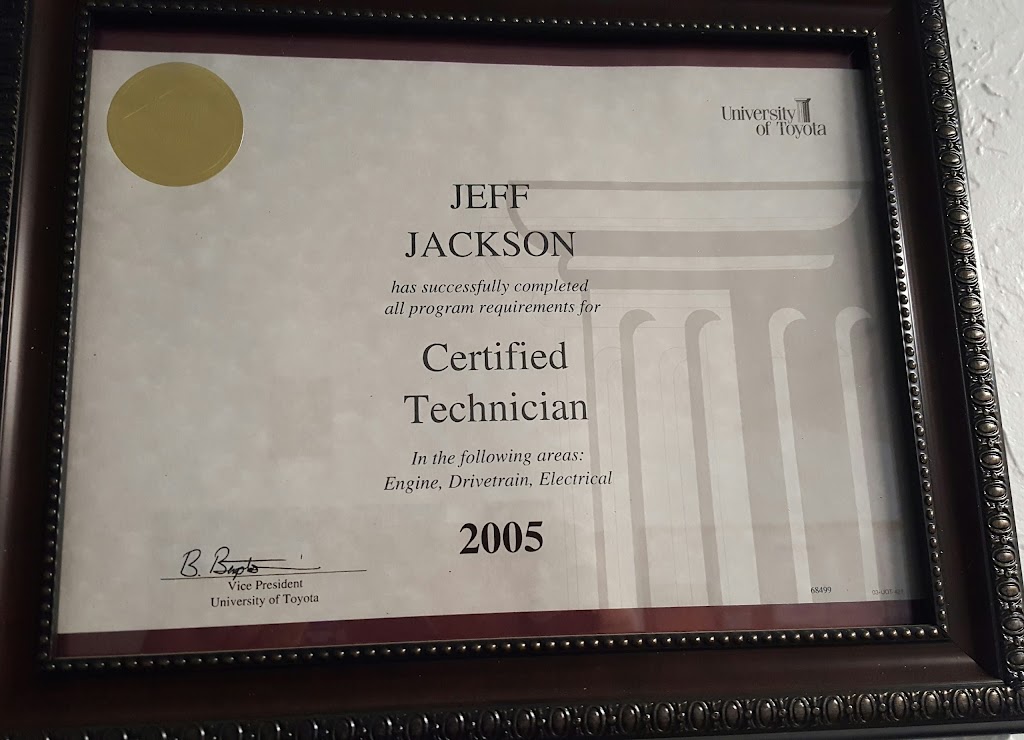 University
of Toyota
JEFF
JACKSON
has successfully completed
all program requirements for
Certified
Technician
In the following areas:
Engine, Drivetrain, Electrical
2005
B.
Vice President
University of Toyota
68499